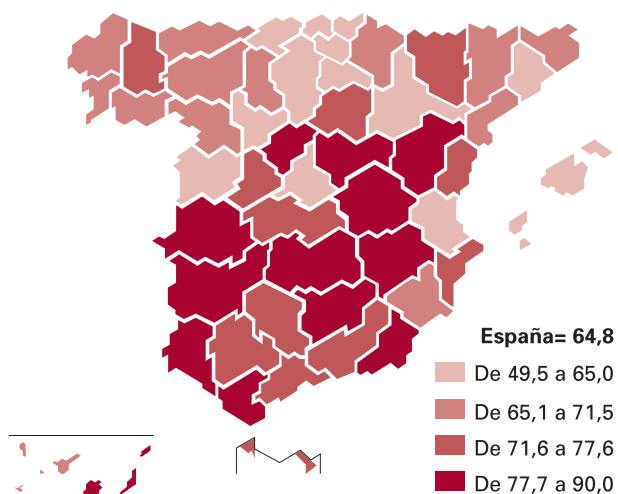 España= 64,8
De 49,5 a 65,0
De 65,1 a 71,5
De 71,6 a 77,6
De 77,7 a 90,0